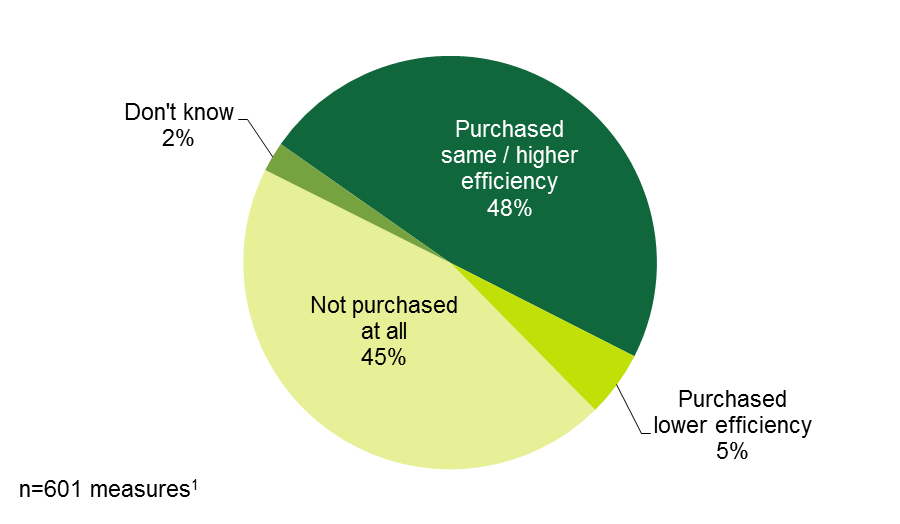 Don't know
2%
Purchased
same / higher
efficiency
48%
Not purchased
at all
45%
Purchased
lower efficiency
5%
n=601 measures¹